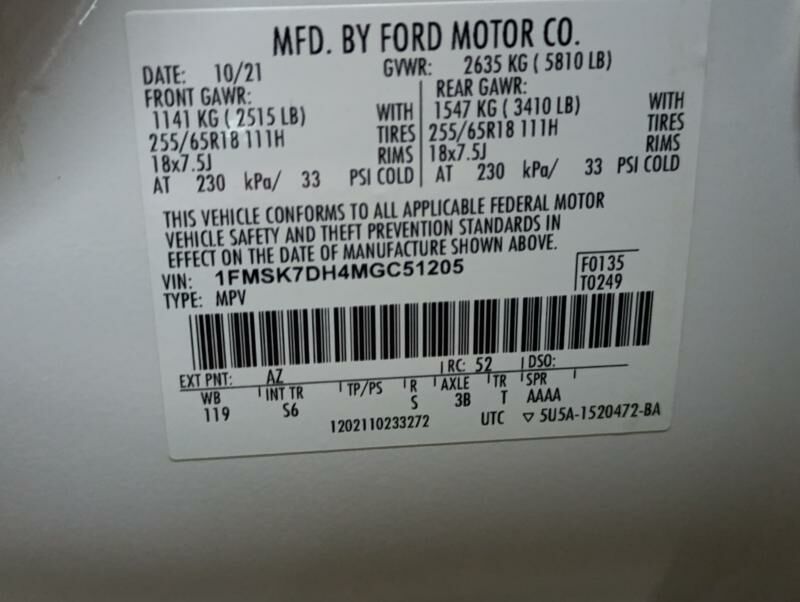 MFD. BY FORD MOTOR CO.
DATE: 10/21 GVWR: 2635 KG ( 5810 LB)
FRONT GAWR: REAR GAWR:
1141 KG ( 2515 LB) WITH 1547 KG ( 3410 LB) WITH
255/65R18 111H TIRES 255/65R18 111H TIRES
18x7.5J RIMS 18x7.5J RIMS
AT 230 kPa/ 33 PSI COLD AT 230 kPa/ 33 PSI COLD
THIS VEHICLE CONFORMS TO ALL APPLICABLE FEDERAL MOTOR
VEHICLE SAFETY AND THEFT PREVENTION STANDARDS IN
EFFECT ON THE DATE OF MANUFACTURE SHOWN ABOVE.
VIN: 1FMSK7DH4MGC51205 F0135
TYPE: MPV T0249
EXT PNT: AZ RC: 52 DSO:
WB INT TR TP/PS R AXLE TR SPR
119 S6 S 3B T AAAA
1202110233272 UTC ▽ 5U5A-1520472-BA